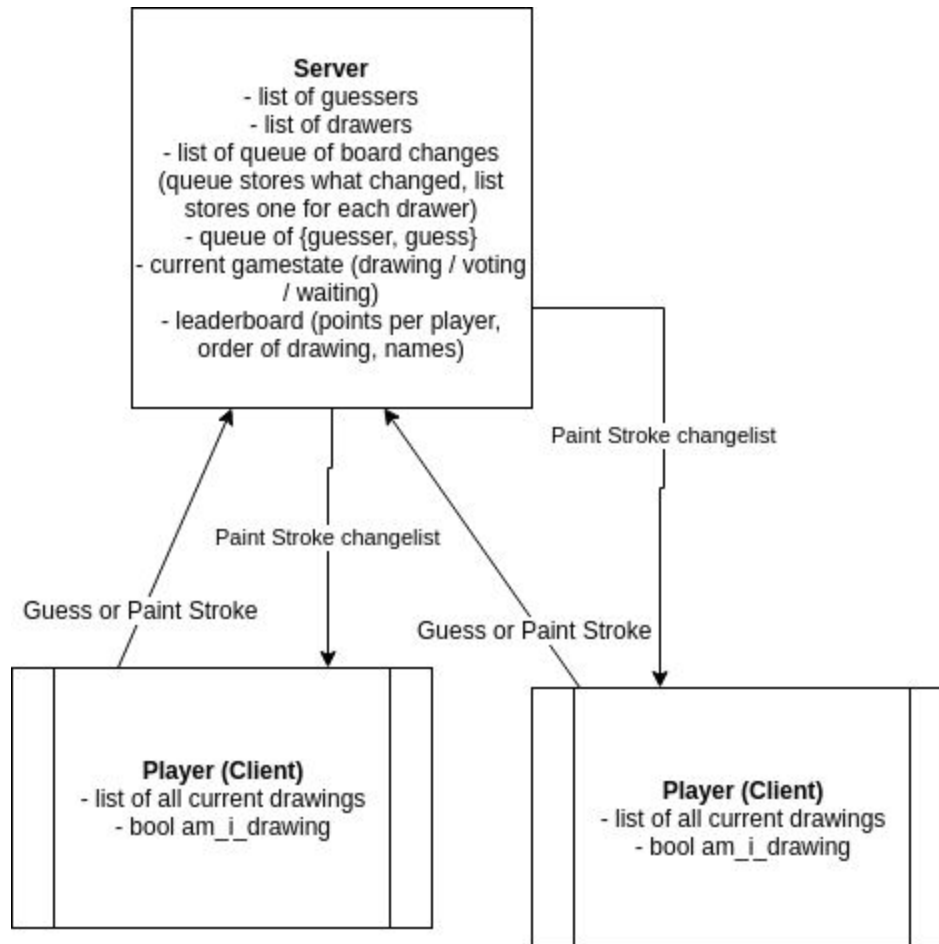 Server
- list of guessers
- list of drawers
- list of queue of board changes
(queue stores what changed, list
stores one for each drawer)
- queue of {guesser, guess}
- current gamestate (drawing / voting
/ waiting)
- leaderboard (points per player,
order of drawing, names)
Paint Stroke changelist
Paint Stroke changelist
Guess or Paint Stroke
Guess or Paint Stroke
Player (Client)
- list of all current drawings
- bool am_i_drawing
Player (Client)
- list of all current drawings
- bool am_i_drawing